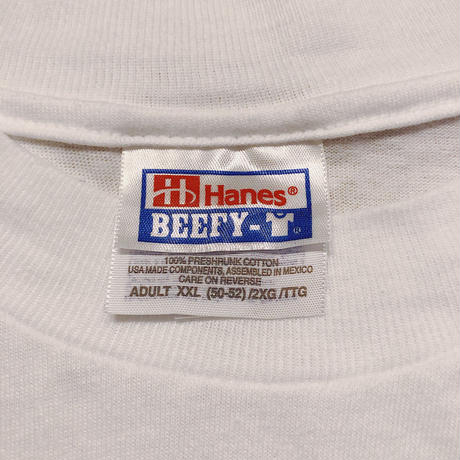 Hanes®
BEEFY-T®
100% PRESHRUNK COTTON
USA MADE COMPONENTS, ASSEMBLED IN MEXICO
CARE ON REVERSE
ADULT XXL (50-52) /2XG /TTG